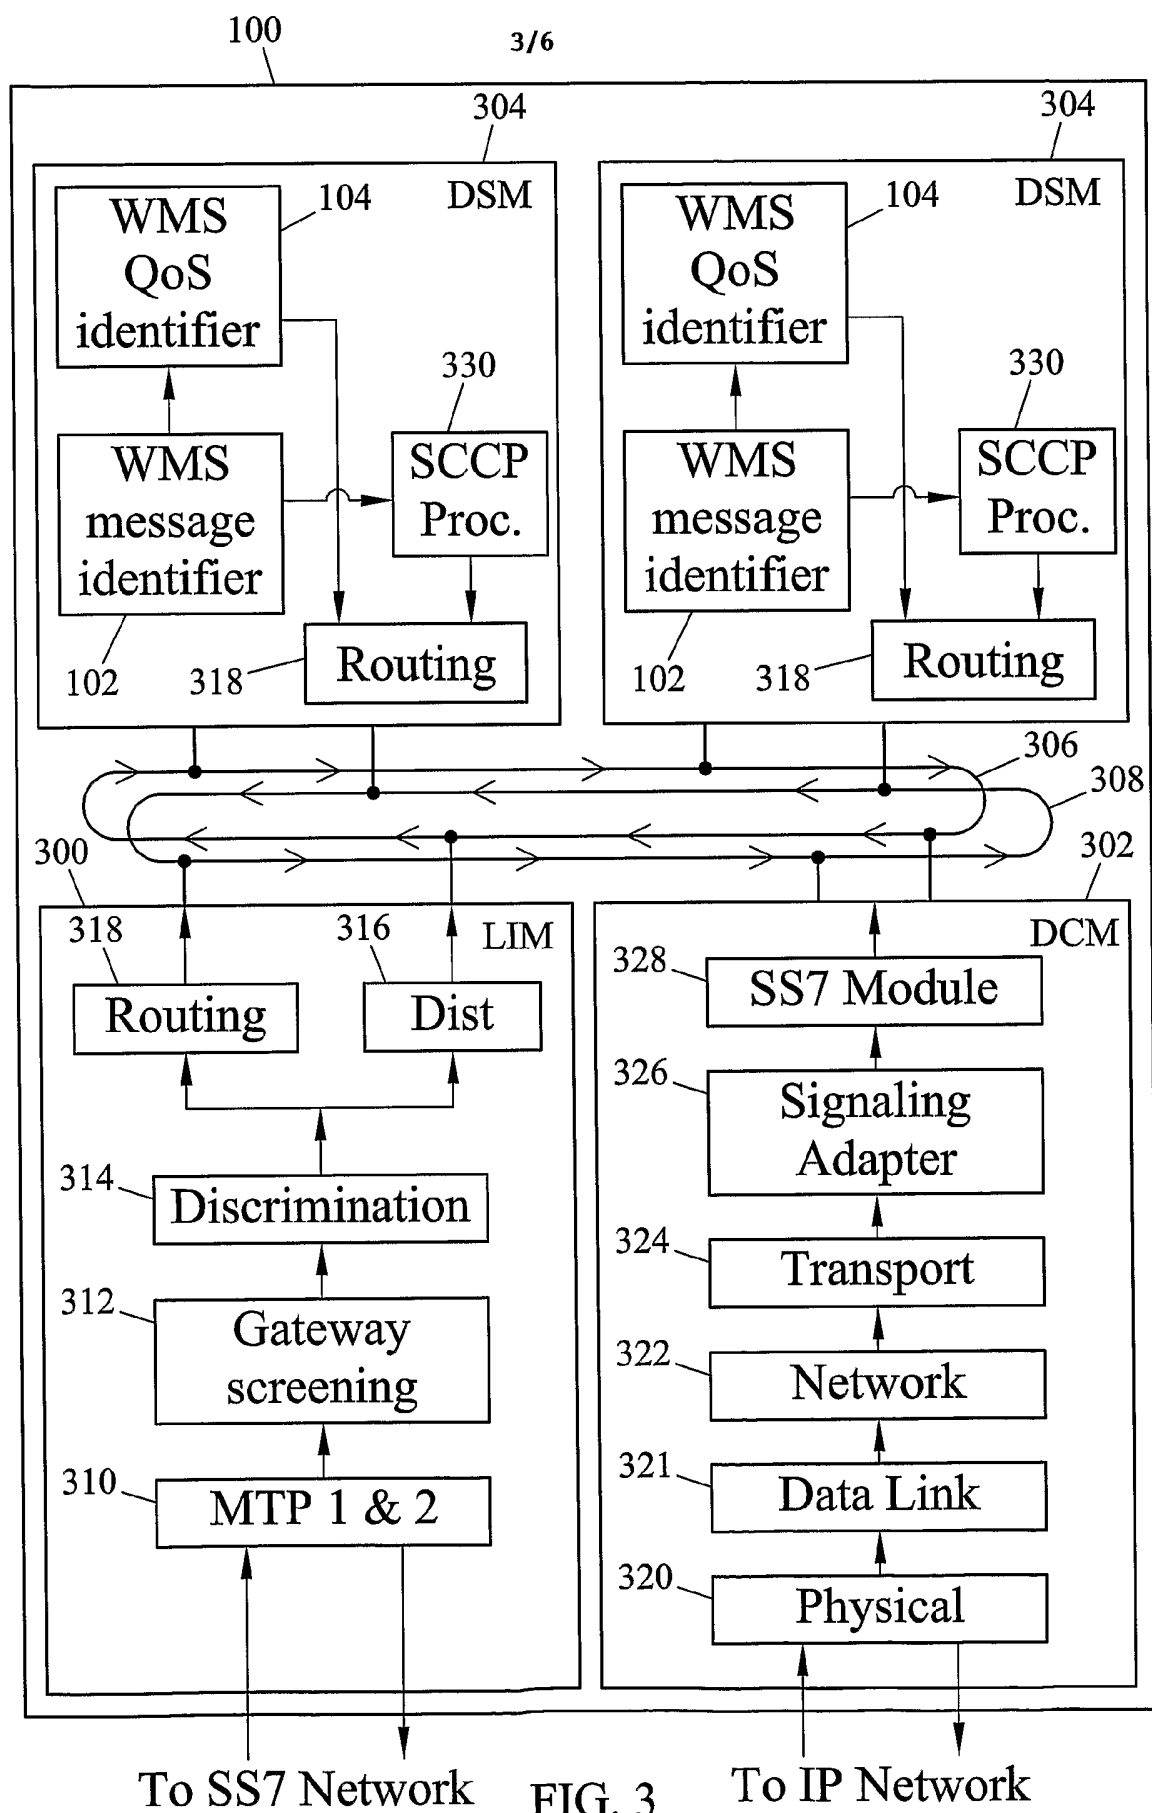 100
3/6
304
304
DSM
WMS
QoS
identifier
104
330
WMS
message
identifier
SCCP
Proc.
102
318
Routing
DSM
WMS
QoS
identifier
104
330
WMS
message
identifier
SCCP
Proc.
102
318
Routing
306
308
300
302
318
316
LIM
Routing
Dist
314
Discrimination
312
Gateway
screening
310
MTP 1 & 2
DCM
328
SS7 Module
326
Signaling
Adapter
324
Transport
322
Network
321
Data Link
320
Physical
To SS7 Network
FIG. 3
To IP Network